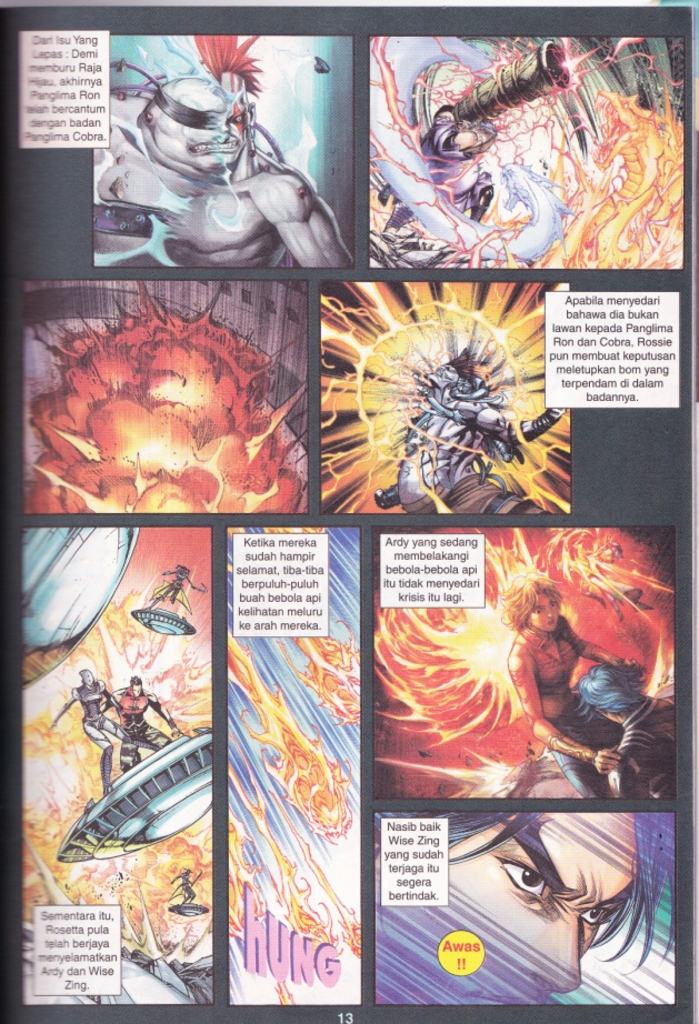 Dari Isu Yang
Lepas : Demi
memburu Raja
Hijau, akhirnya
Panglima Ron
telah bercantum
dengan badan
Panglima Cobra.
Apabila menyedari
bahawa dia bukan
lawan kepada Panglima
Ron dan Cobra, Rossie
pun membuat keputusan
meletupkan bom yang
terpendam di dalam
badannya.
Sementara itu,
Rosetta pula
telah berjaya
menyelamatkan
Ardy dan Wise
Zing.
Ketika mereka
sudah hampir
selamat, tiba-tiba
berpuluh-puluh
buah bebola api
kelihatan meluru
ke arah mereka.
HUNG
Ardy yang sedang
membelakangi
bebola-bebola api
itu tidak menyedari
krisis itu lagi.
Nasib baik
Wise Zing
yang sudah
terjaga itu
segera
bertindak.
Awas
!!
13